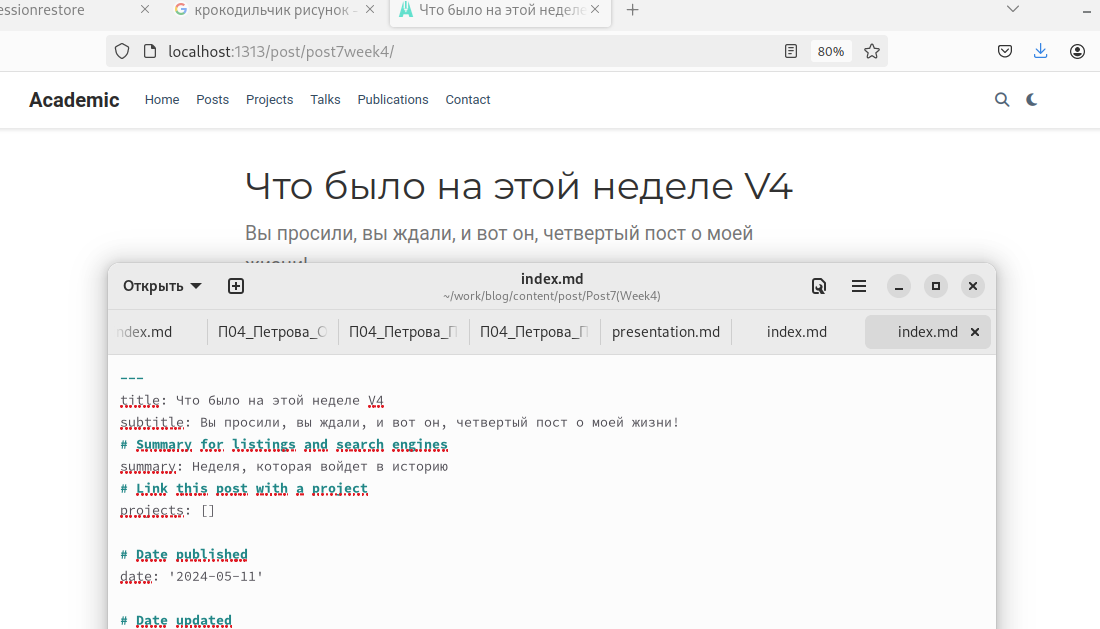 essionrestore
крокодильчик рисунок -
Что было на этой неделе
localhost:1313/post/post7week4/
80%
Academic Home Posts Projects Talks Publications Contact
Что было на этой неделе V4
Вы просили, вы ждали, и вот он, четвертый пост о моей
жизни!
Открыть
index.md
~/work/blog/content/post/Post7(Week4)
ndex.md П04_Петрова_О П04_Петрова_П П04_Петрова_П presentation.md index.md index.md
---
title: Что было на этой неделе V4
subtitle: Вы просили, вы ждали, и вот он, четвертый пост о моей жизни!
# Summary for listings and search engines
summary: Неделя, которая войдет в историю
# Link this post with a project
projects: []
# Date published
date: '2024-05-11'
# Date updated